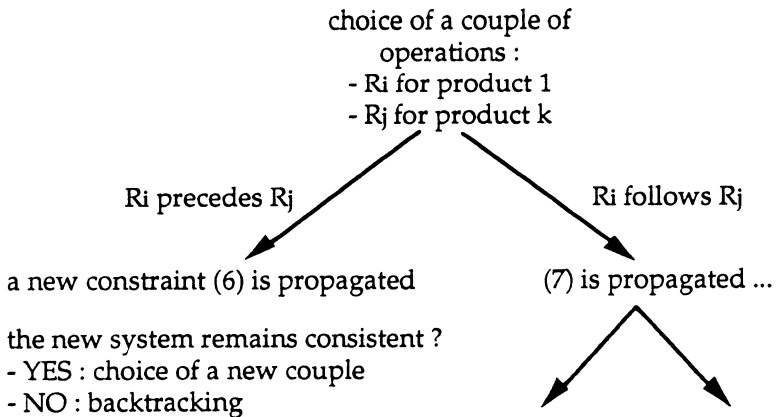 choice of a couple of
operations :
- Ri for product 1
- Rj for product k
Ri precedes Rj
Ri follows Rj
a new constraint (6) is propagated
(7) is propagated ...
the new system remains consistent ?
- YES : choice of a new couple
- NO : backtracking